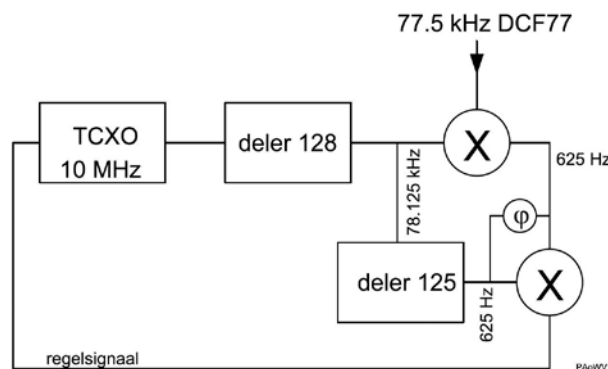 77.5 kHz DCF77
TCXO
10 MHz
deler 128
X
625 Hz
78.125 kHz
φ
deler 125
625 Hz
X
regelsignaal
PAoWV